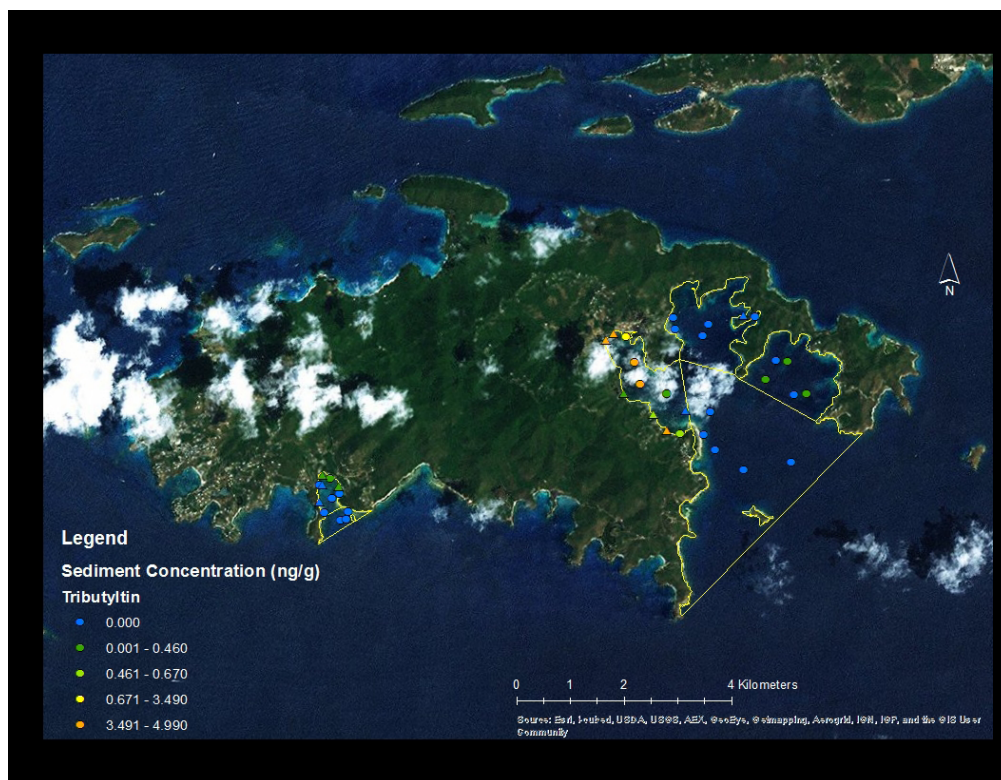 N
Legend
Sediment Concentration (ng/g)
Tributyltin
0.000
0.001 - 0.460
0.461 - 0.670
0.671 - 3.490
3.491 - 4.990
0 1 2 4 Kilometers
Source: Esri, USDA, USGS, AEX, GeoEye, Getmapping, Aerogrid, IGN, IGP, and the GIS User
Community